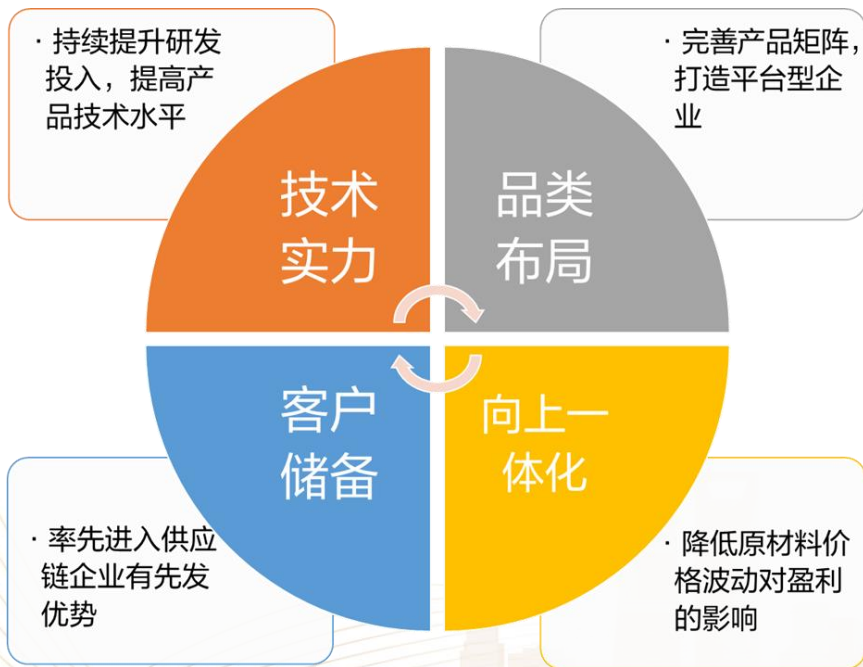 · 持续提升研发
投入，提高产
品技术水平
· 完善产品矩阵，
打造平台型企
业
技术
实力
品类
布局
客户
储备
向上一
体化
· 率先进入供应
链企业有先发
优势
· 降低原材料价
格波动对盈利
的影响